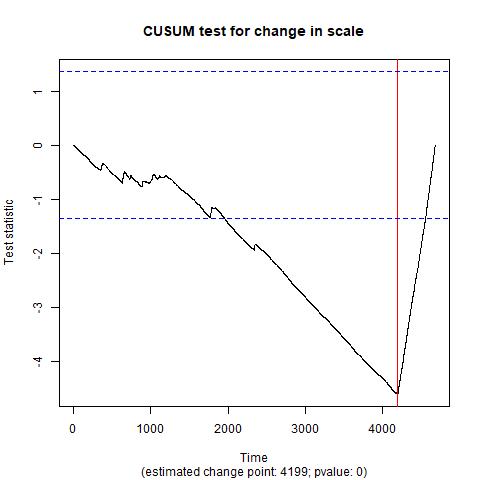 CUSUM test for change in scale
Test statistic
1
0
-1
-2
-3
-4
0
1000
2000
3000
4000
Time
(estimated change point: 4199; pvalue: 0)